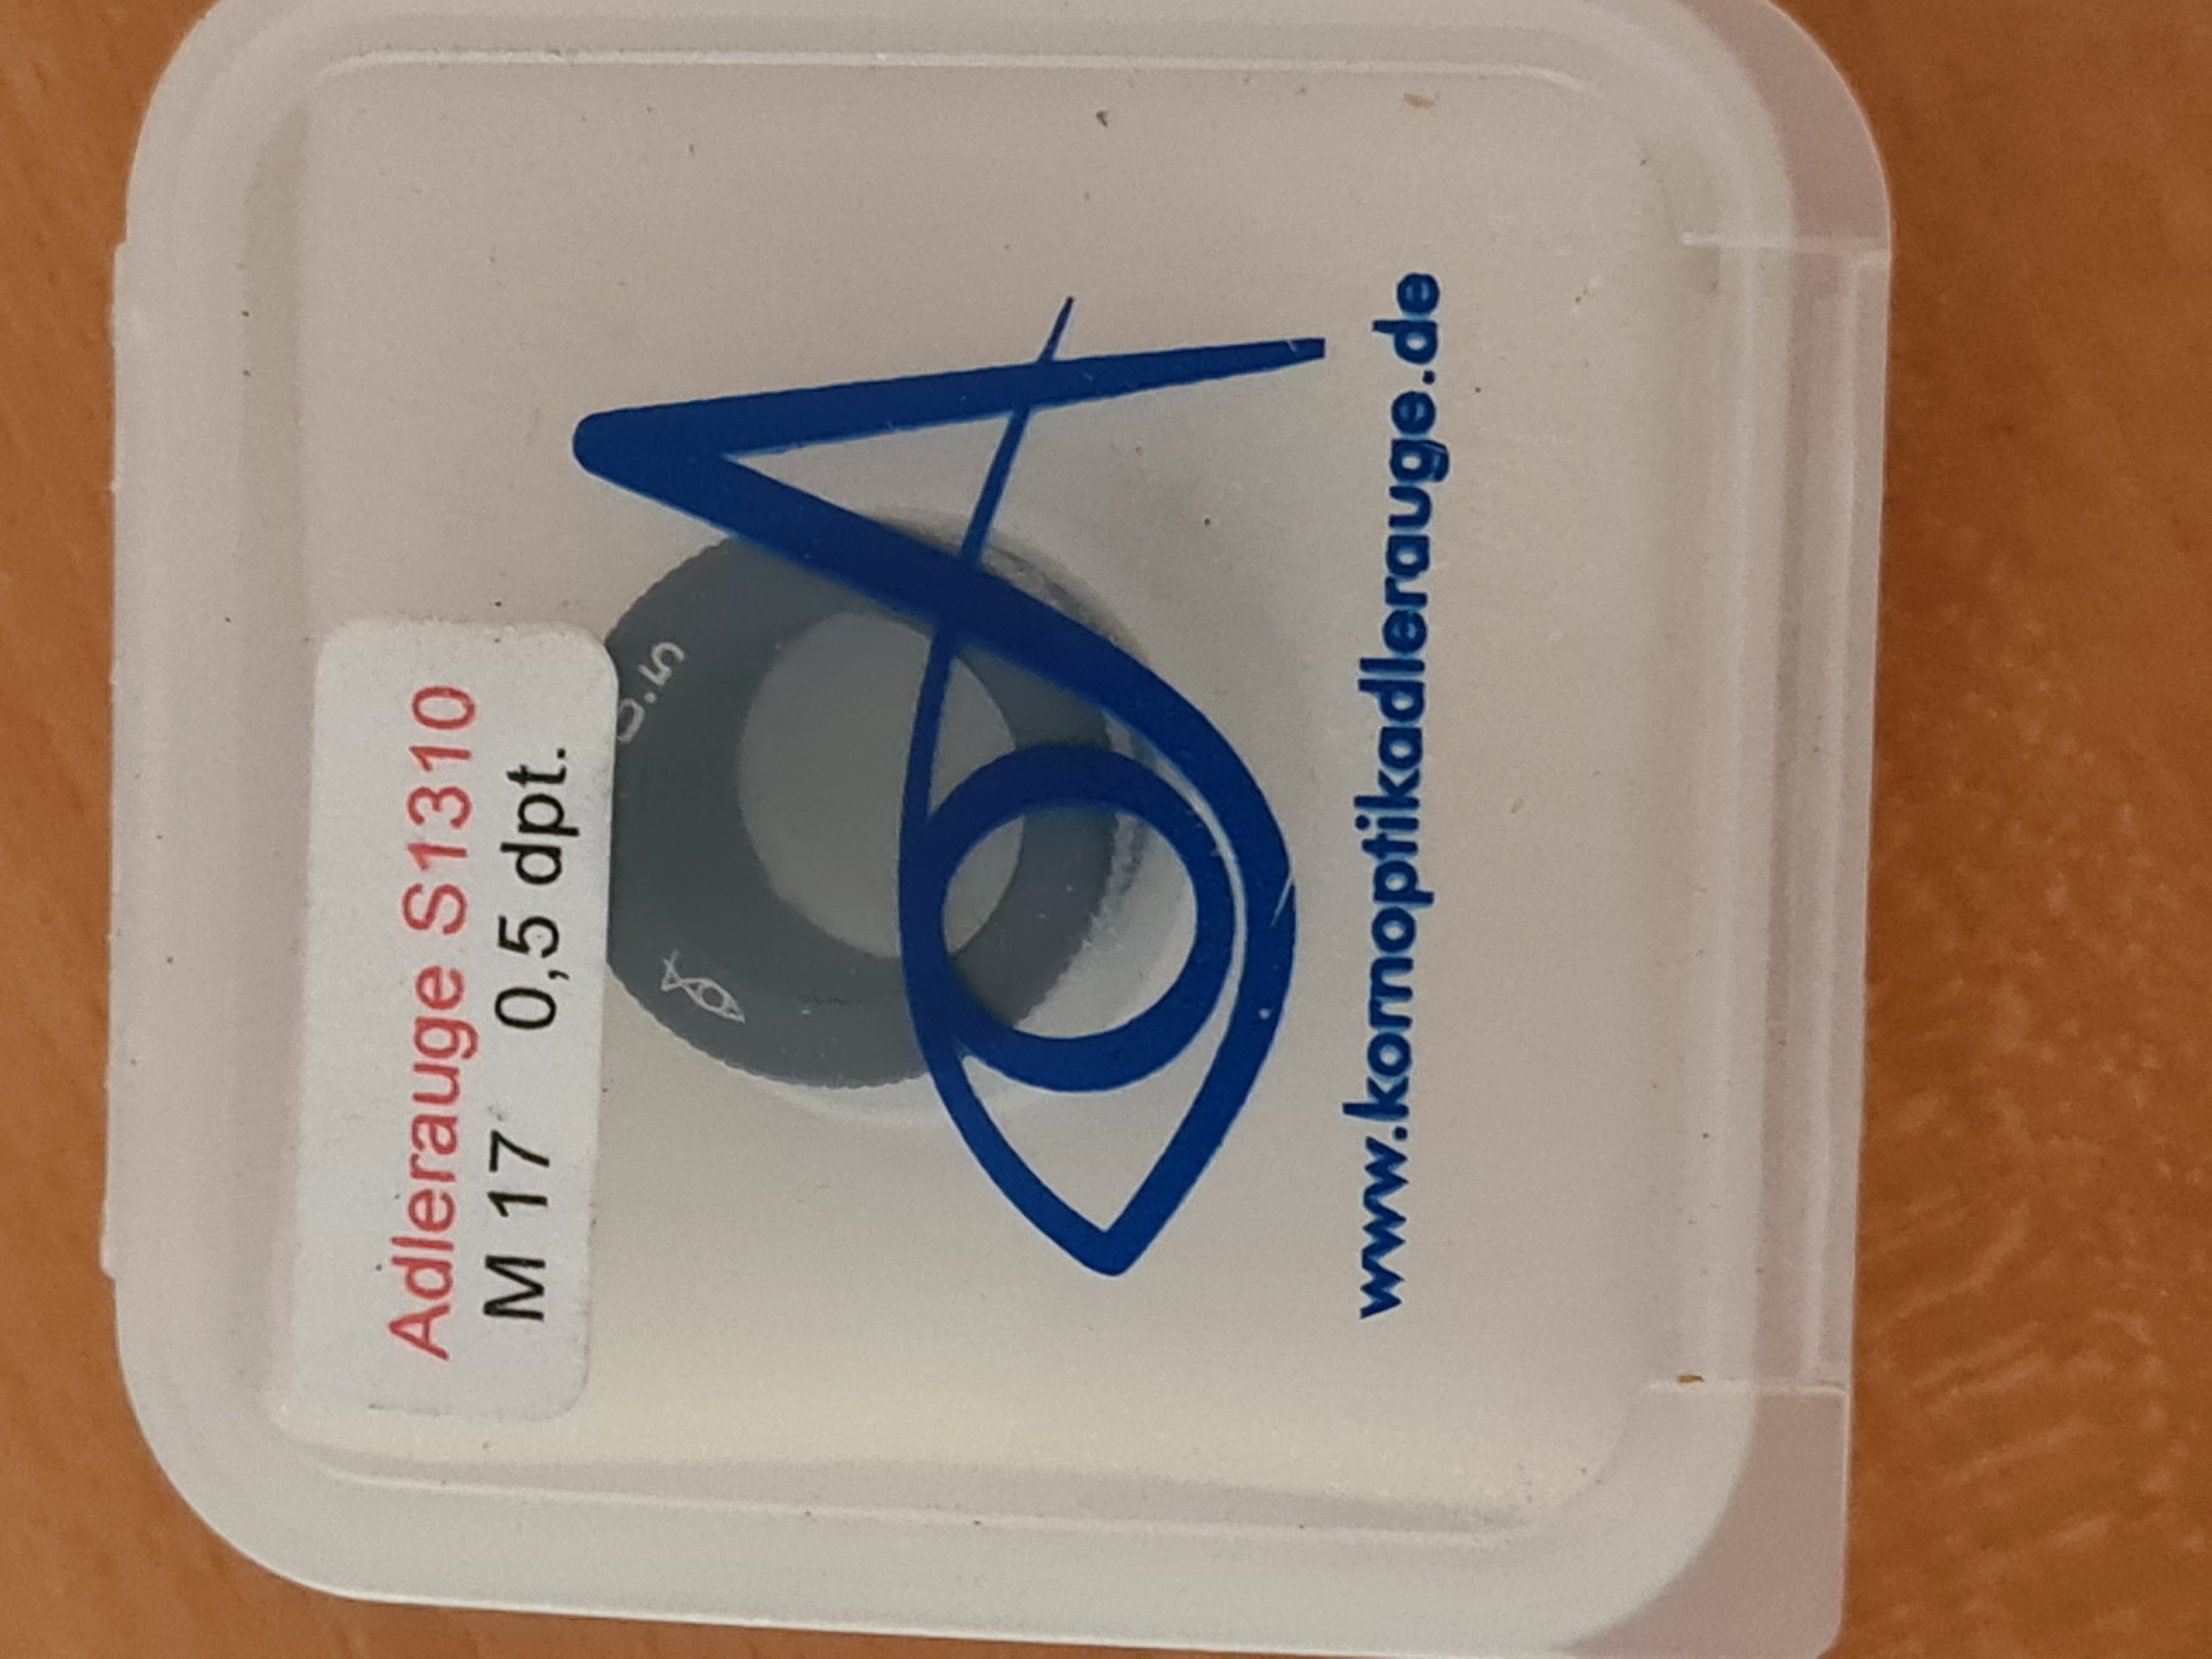 Adlerauge S1310
M 17 0,5 dpt.
0.5
www.kornoptikadlerauge.de